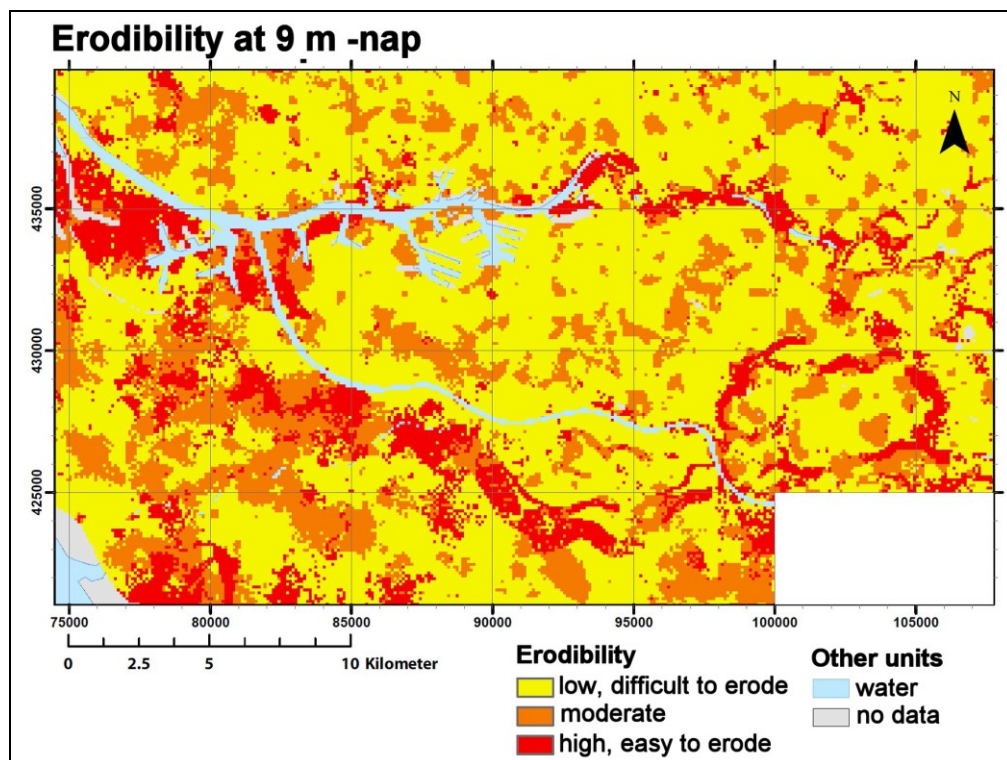 Erodibility at 9 m -nap
N
435000
430000
425000
75000 80000 85000 90000 95000 100000 105000
0 2.5 5 10 Kilometer
Erodibility
low, difficult to erode
moderate
high, easy to erode
Other units
water
no data